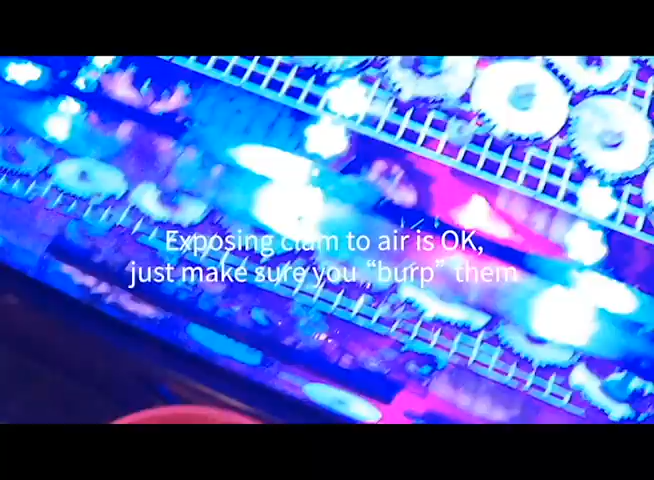 Exposing clam to air is OK,
just make sure you “burp” them